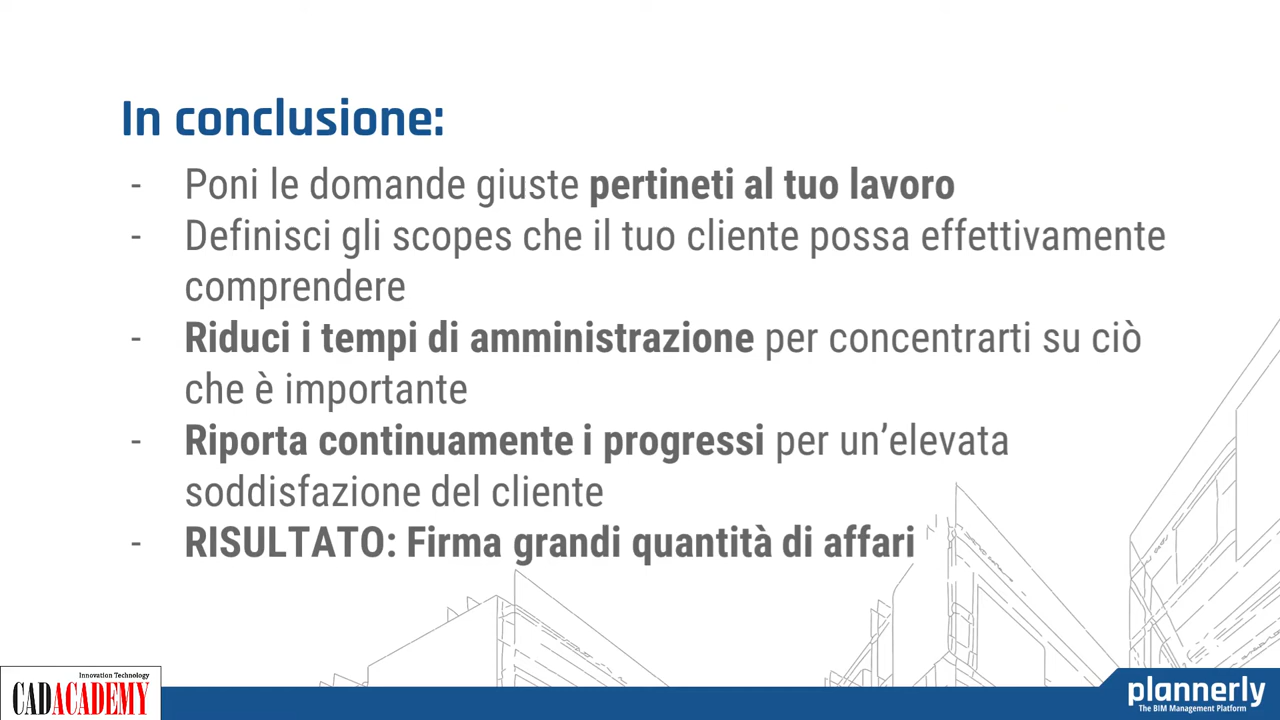 In conclusione:
- Poni le domande giuste pertineti al tuo lavoro
- Definisci gli scopes che il tuo cliente possa effettivamente
comprendere
- Riduci i tempi di amministrazione per concentrarti su ciò
che è importante
- Riporta continuamente i progressi per un’elevata
soddisfazione del cliente
- RISULTATO: Firma grandi quantità di affari
Innovation Technology
CADACADEMY
plannerly
The BIM Management Platform